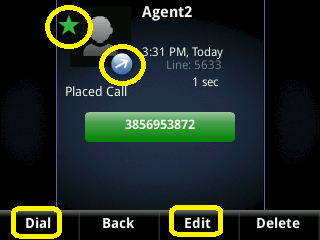 Agent2
3:31 PM, Today
Line: 5633
1 sec
Placed Call
3856953872
Dial Back Edit Delete